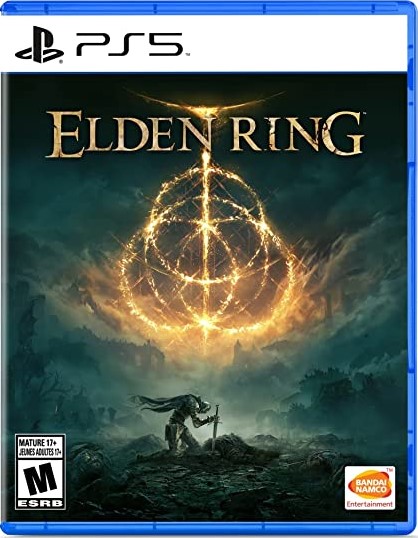 PS5
ELDEN RING
MATURE 17+
JEUNES ADULTES 17+
M
ESRB
BANDAI
NAMCO
Entertainment